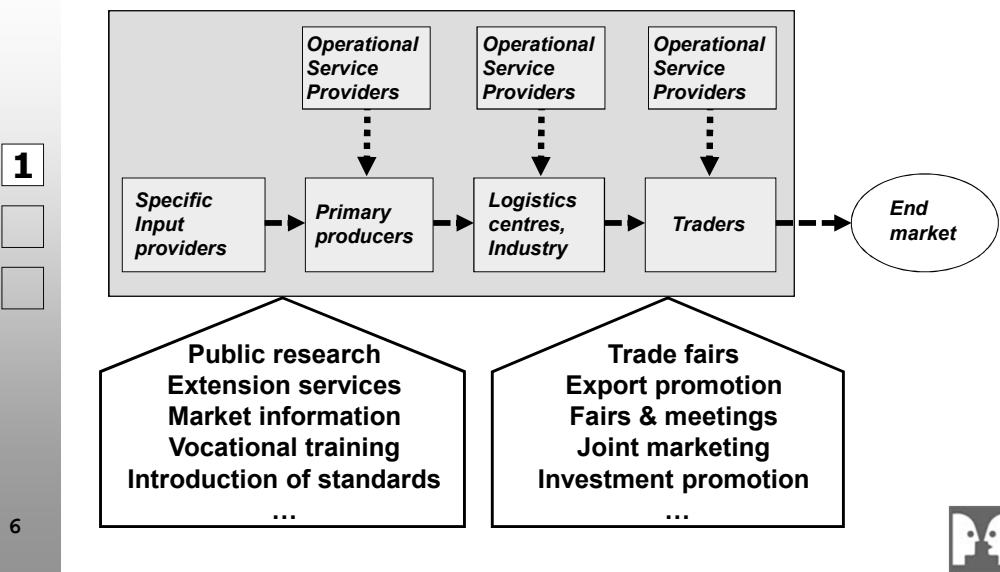 Operational
Service
Providers
Operational
Service
Providers
Operational
Service
Providers
1
Specific
Input
providers
Primary
producers
Logistics
centres,
Industry
Traders
End
market
Public research
Extension services
Market information
Vocational training
Introduction of standards
…
Trade fairs
Export promotion
Fairs & meetings
Joint marketing
Investment promotion
…
6